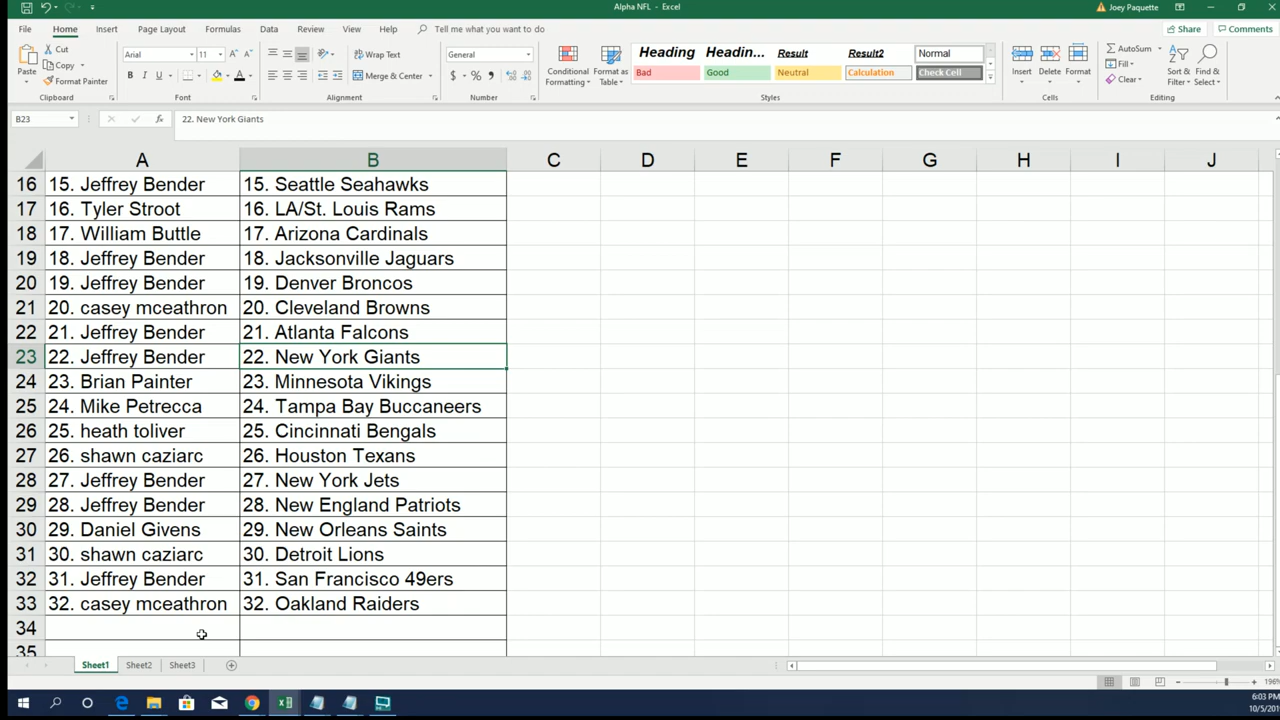 Alpha NFL - Excel
Joey Paquette
File Home Insert Page Layout Formulas Data Review View Help Tell me what you want to do
Share Comments
Paste
Cut
Copy
Format Painter
Clipboard
Arial 11
B I U
Font
Wrap Text
Merge & Center
Alignment
General
$ % ,
Number
Conditional Formatting
Format as Table
Heading Headin... Result Result2 Normal
Bad Good Neutral Calculation Check Cell
Styles
Insert Delete Format
Cells
AutoSum
Fill
Clear
Sort & Filter
Find & Select
Editing
B23 fx 22. New York Giants
A B C D E F G H I J
16 15. Jeffrey Bender 15. Seattle Seahawks
17 16. Tyler Stroot 16. LA/St. Louis Rams
18 17. William Buttle 17. Arizona Cardinals
19 18. Jeffrey Bender 18. Jacksonville Jaguars
20 19. Jeffrey Bender 19. Denver Broncos
21 20. casey mceathron 20. Cleveland Browns
22 21. Jeffrey Bender 21. Atlanta Falcons
23 22. Jeffrey Bender 22. New York Giants
24 23. Brian Painter 23. Minnesota Vikings
25 24. Mike Petrecca 24. Tampa Bay Buccaneers
26 25. heath toliver 25. Cincinnati Bengals
27 26. shawn caziarc 26. Houston Texans
28 27. Jeffrey Bender 27. New York Jets
29 28. Jeffrey Bender 28. New England Patriots
30 29. Daniel Givens 29. New Orleans Saints
31 30. shawn caziarc 30. Detroit Lions
32 31. Jeffrey Bender 31. San Francisco 49ers
33 32. casey mceathron 32. Oakland Raiders
34
35
Sheet1 Sheet2 Sheet3
196%
6:03 PM